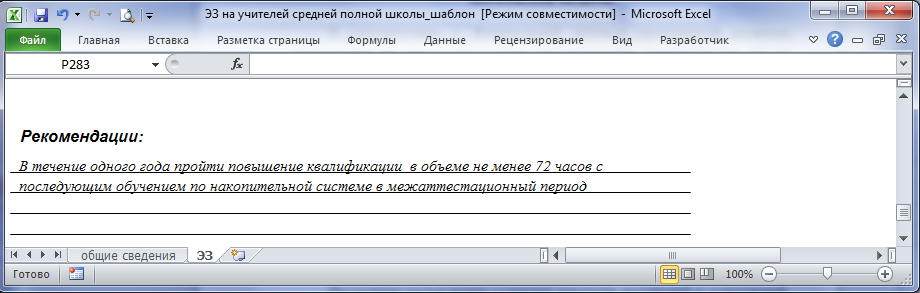 ЭЗ на учителей средней полной школы_шаблон [Режим совместимости] - Microsoft Excel
Файл Главная Вставка Разметка страницы Формулы Данные Рецензирование Вид Разработчик
P283 fx
Рекомендации:
В течение одного года пройти повышение квалификации в объеме не менее 72 часов с
последующим обучением по накопительной системе в межаттестационный период
общие сведения ЭЗ
Готово 100%